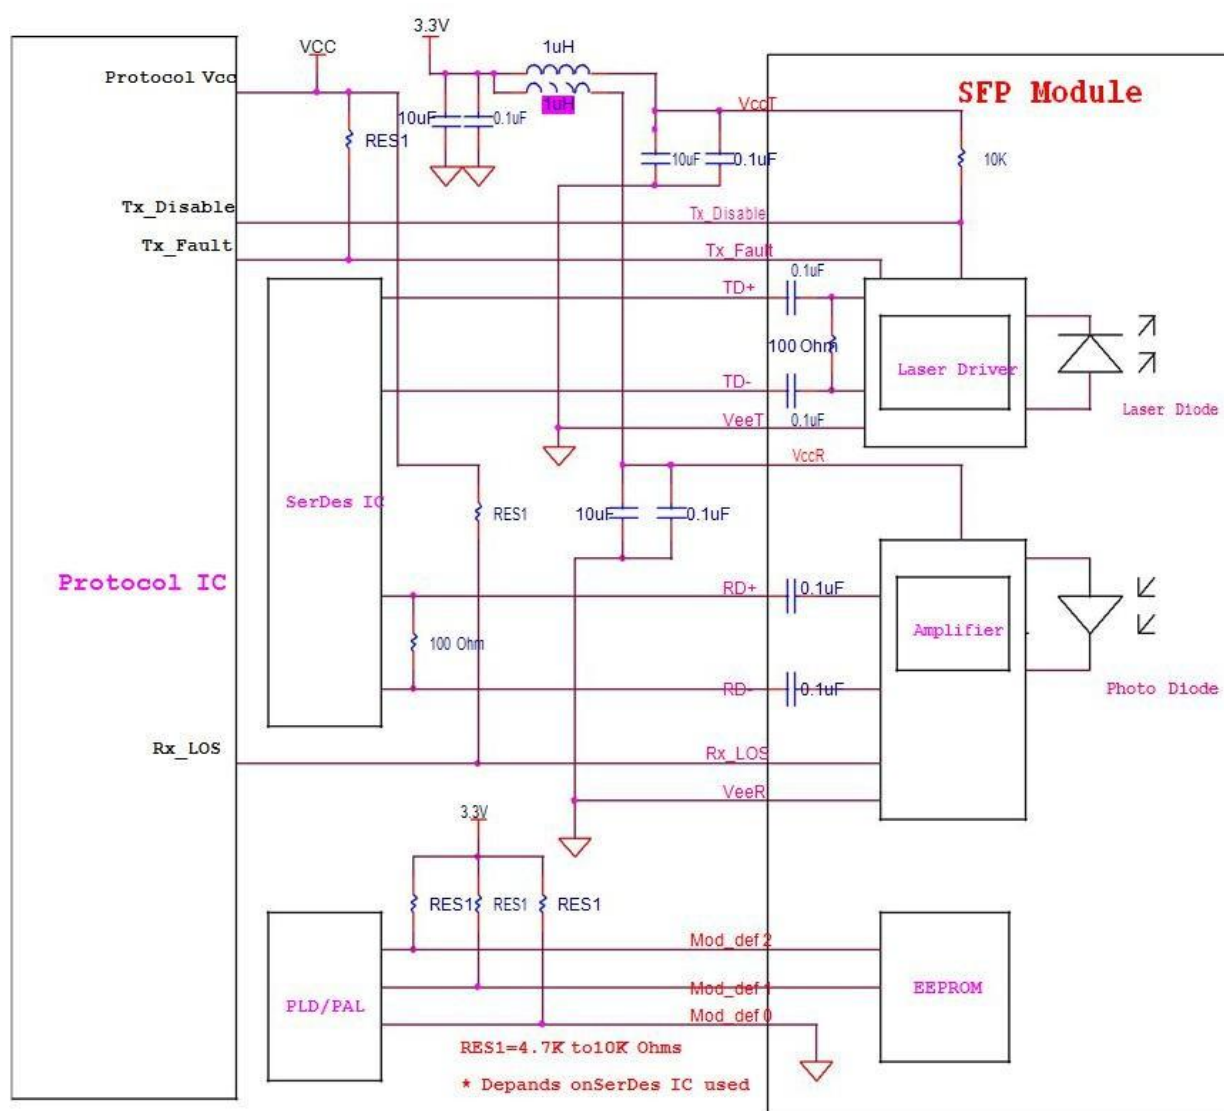 3.3V
VCC
1uH
Protocol Vcc
1uH
SFP Module
VccT
10uF
0.1uF
RES1
10uF
0.1uF
10K
Tx_Disable
Tx_Disable
Tx_Fault
Tx_Fault
0.1uF
TD+
100 Ohm
Laser Driver
TD-
Laser Diode
VeeT
0.1uF
VccR
SerDes IC
RES1
10uF
0.1uF
Protocol IC
RD+
0.1uF
100 Ohm
Amplifier
RD-
0.1uF
Photo Diode
Rx_LOS
Rx_LOS
VeeR
3.3V
RES1
RES1
RES1
Mod_def 2
Mod_def 1
EEPROM
PLD/PAL
Mod_def 0
RES1=4.7K to10K Ohms
* Depands onSerDes IC used